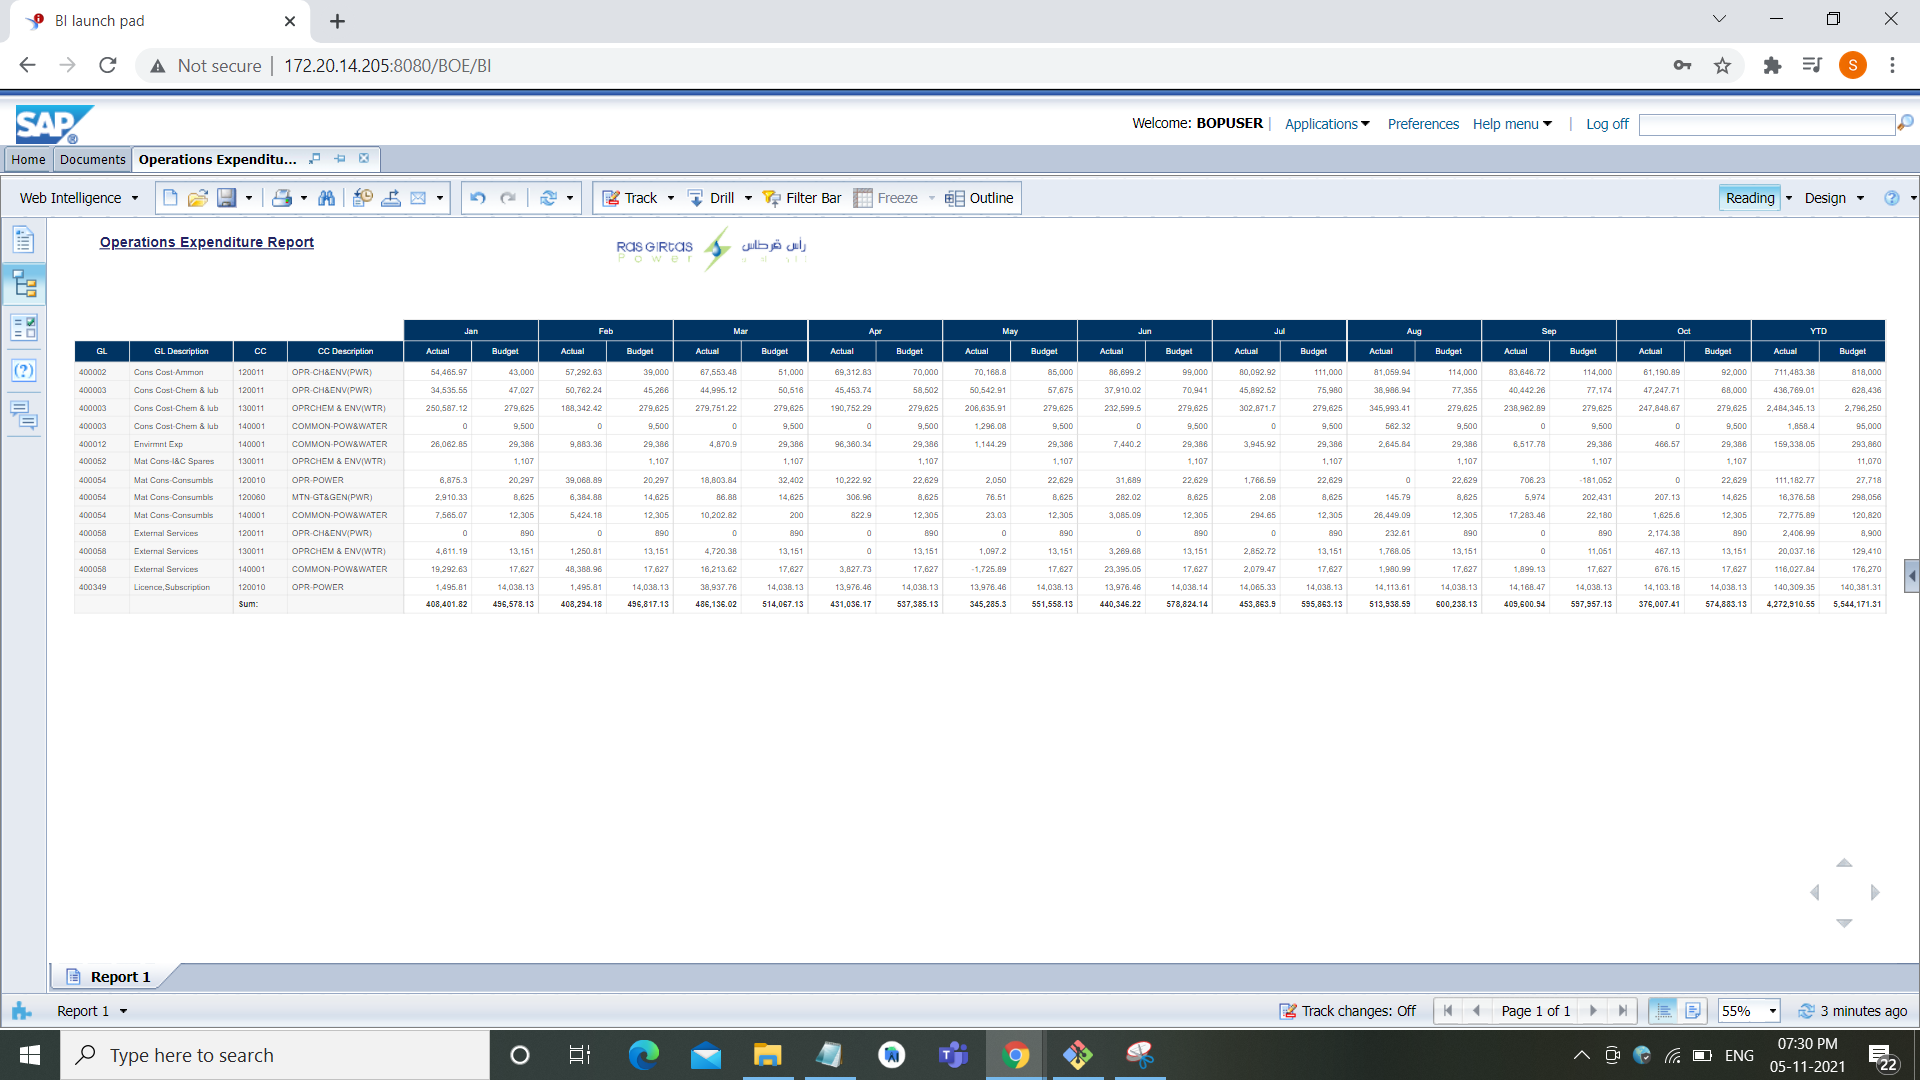 BI launch pad
Not secure 172.20.14.205:8080/BOE/BI S
SAP ®
Welcome: BOPUSER Applications Preferences Help menu Log off
Home Documents Operations Expenditu...
Web Intelligence Track Drill Filter Bar Freeze Outline Reading Design
Operations Expenditure Report
RAS GIRTAS رأس قرطاس
Power
Jan Feb Mar Apr May Jun Jul Aug Sep Oct YTD
GL GL Description CC CC Description Actual Budget Actual Budget Actual Budget Actual Budget Actual Budget Actual Budget Actual Budget Actual Budget Actual Budget Actual Budget Actual Budget
400002 Cons Cost-Ammon 120011 OPR-CH&ENV(PWR) 54,465.97 43,000 57,292.63 39,000 67,553.48 51,000 69,312.83 70,000 70,168.8 85,000 86,699.2 99,000 80,092.92 111,000 81,059.94 114,000 83,646.72 114,000 61,190.89 92,000 711,483.38 818,000
400003 Cons Cost-Chem & lub 120011 OPR-CH&ENV(PWR) 34,535.55 47,027 50,762.24 45,266 44,995.12 50,516 45,453.74 58,502 50,542.91 57,675 37,910.02 70,941 45,892.52 75,980 38,986.94 77,355 40,442.26 77,174 47,247.71 68,000 436,769.01 628,436
400003 Cons Cost-Chem & lub 130011 OPRCHEM & ENV(WTR) 250,587.12 279,625 188,342.42 279,625 279,751.22 279,625 190,752.29 279,625 206,635.91 279,625 232,599.5 279,625 302,871.7 279,625 345,993.41 279,625 238,962.89 279,625 247,848.67 279,625 2,484,345.13 2,796,250
400003 Cons Cost-Chem & lub 140001 COMMON-POW&WATER 0 9,500 0 9,500 0 9,500 0 9,500 1,296.08 9,500 0 9,500 0 9,500 562.32 9,500 0 9,500 0 9,500 1,858.4 95,000
400012 Envirmnt Exp 140001 COMMON-POW&WATER 26,062.85 29,386 9,883.36 29,386 4,870.9 29,386 96,360.34 29,386 1,144.29 29,386 7,440.2 29,386 3,945.92 29,386 2,645.84 29,386 6,517.78 29,386 466.57 29,386 159,338.05 293,860
400052 Mat Cons-I&C Spares 130011 OPRCHEM & ENV(WTR) 1,107 1,107 1,107 1,107 1,107 1,107 1,107 1,107 1,107 1,107 11,070
400054 Mat Cons-Consumbls 120010 OPR-POWER 6,875.3 20,297 39,068.89 20,297 18,803.84 32,402 10,222.92 22,629 2,050 22,629 31,689 22,629 1,766.59 22,629 0 22,629 706.23 -181,052 0 22,629 111,182.77 27,718
400054 Mat Cons-Consumbls 120060 MTN-GT&GEN(PWR) 2,910.33 8,625 6,384.88 14,625 86.88 14,625 306.96 8,625 76.51 8,625 282.02 8,625 2.08 8,625 145.79 8,625 5,974 202,431 207.13 14,625 16,376.58 298,056
400054 Mat Cons-Consumbls 140001 COMMON-POW&WATER 7,565.07 12,305 5,424.18 12,305 10,202.82 200 822.9 12,305 23.03 12,305 3,085.09 12,305 294.65 12,305 26,449.09 12,305 17,283.46 22,180 1,625.6 12,305 72,775.89 120,820
400058 External Services 120011 OPR-CH&ENV(PWR) 0 890 0 890 0 890 0 890 0 890 0 890 0 890 232.61 890 0 890 2,174.38 890 2,406.99 8,900
400058 External Services 130011 OPRCHEM & ENV(WTR) 4,611.19 13,151 1,250.81 13,151 4,720.38 13,151 0 13,151 1,097.2 13,151 3,269.68 13,151 2,852.72 13,151 1,768.05 13,151 0 11,051 467.13 13,151 20,037.16 129,410
400058 External Services 140001 COMMON-POW&WATER 19,292.63 17,627 48,388.96 17,627 16,213.62 17,627 3,827.73 17,627 -1,725.89 17,627 23,395.05 17,627 2,079.47 17,627 1,980.99 17,627 1,899.13 17,627 676.15 17,627 116,027.84 176,270
400349 Licence,Subscription 120010 OPR-POWER 1,495.81 14,038.13 1,495.81 14,038.13 38,937.76 14,038.13 13,976.46 14,038.13 13,976.46 14,038.13 13,976.46 14,038.14 14,065.33 14,038.13 14,113.61 14,038.13 14,168.47 14,038.13 14,103.18 14,038.13 140,309.35 140,381.31
Sum: 408,401.82 496,578.13 408,294.18 496,817.13 486,136.02 514,067.13 431,036.17 537,385.13 345,285.3 551,558.13 440,346.22 578,824.14 453,863.9 595,863.13 513,938.59 600,238.13 409,600.94 597,957.13 376,007.41 574,883.13 4,272,910.55 5,544,171.31
Report 1
Report 1 Track changes: Off Page 1 of 1 55% 3 minutes ago
Type here to search ENG 07:30 PM
05-11-2021 22